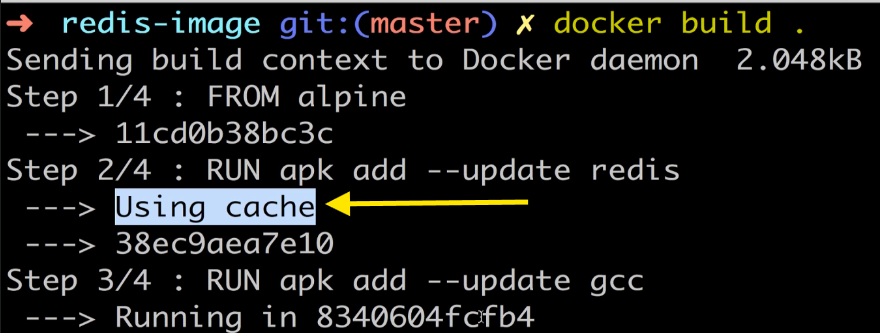 ➜ redis-image git:(master) ✗ docker build .
Sending build context to Docker daemon 2.048kB
Step 1/4 : FROM alpine
---> 11cd0b38bc3c
Step 2/4 : RUN apk add --update redis
---> Using cache
---> 38ec9aea7e10
Step 3/4 : RUN apk add --update gcc
---> Running in 8340604fcfb4